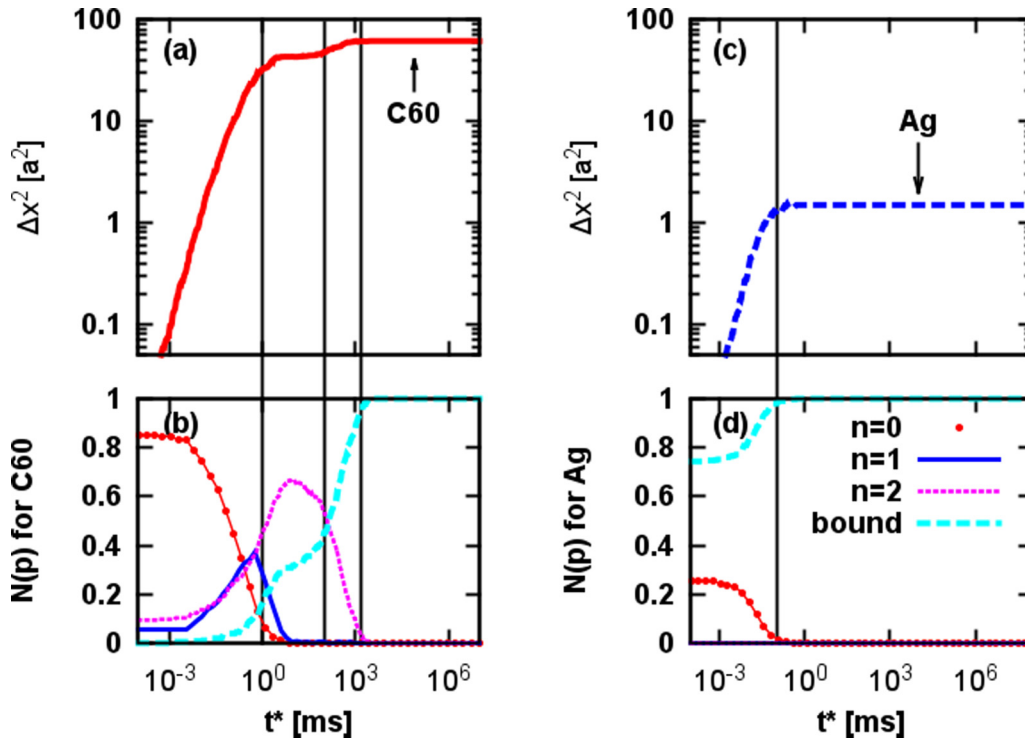 100
10
1
0.1
Δx² [a²]
(a)
C60
100
10
1
0.1
Δx² [a²]
(c)
Ag
1
0.8
0.6
0.4
0.2
0
N(p) for C60
(b)
10⁻³
10⁰
10³
10⁶
t* [ms]
1
0.8
0.6
0.4
0.2
0
N(p) for Ag
(d)
n=0
n=1
n=2
bound
10⁻³
10⁰
10³
10⁶
t* [ms]